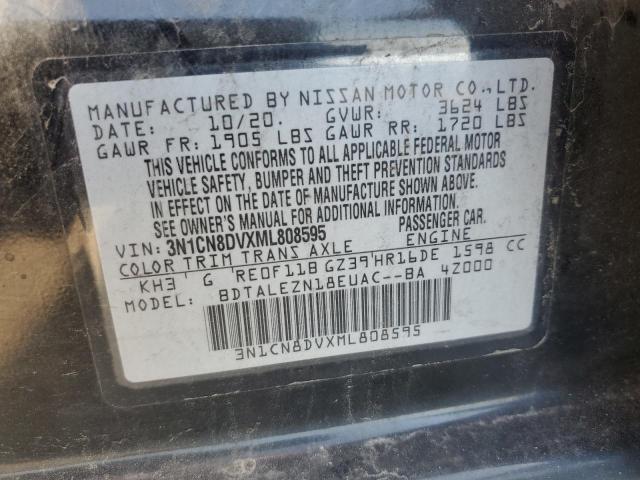 MANUFACTURED BY NISSAN MOTOR CO.,LTD.
DATE: 10/20. GVWR: 3624 LBS
GAWR FR: 1905 LBS GAWR RR: 1720 LBS
THIS VEHICLE CONFORMS TO ALL APPLICABLE FEDERAL MOTOR
VEHICLE SAFETY, BUMPER AND THEFT PREVENTION STANDARDS
IN EFFECT ON THE DATE OF MANUFACTURE SHOWN ABOVE.
SEE OWNER'S MANUAL FOR ADDITIONAL INFORMATION.
VIN: 3N1CN8DVXML808595 PASSENGER CAR.
COLOR TRIM TRANS AXLE ENGINE
KH3 G RE0F11B GZ39 HR16DE 1598 CC
MODEL: BDTALEZN18EUAC--BA 4Z000
3N1CN8DVXML808595